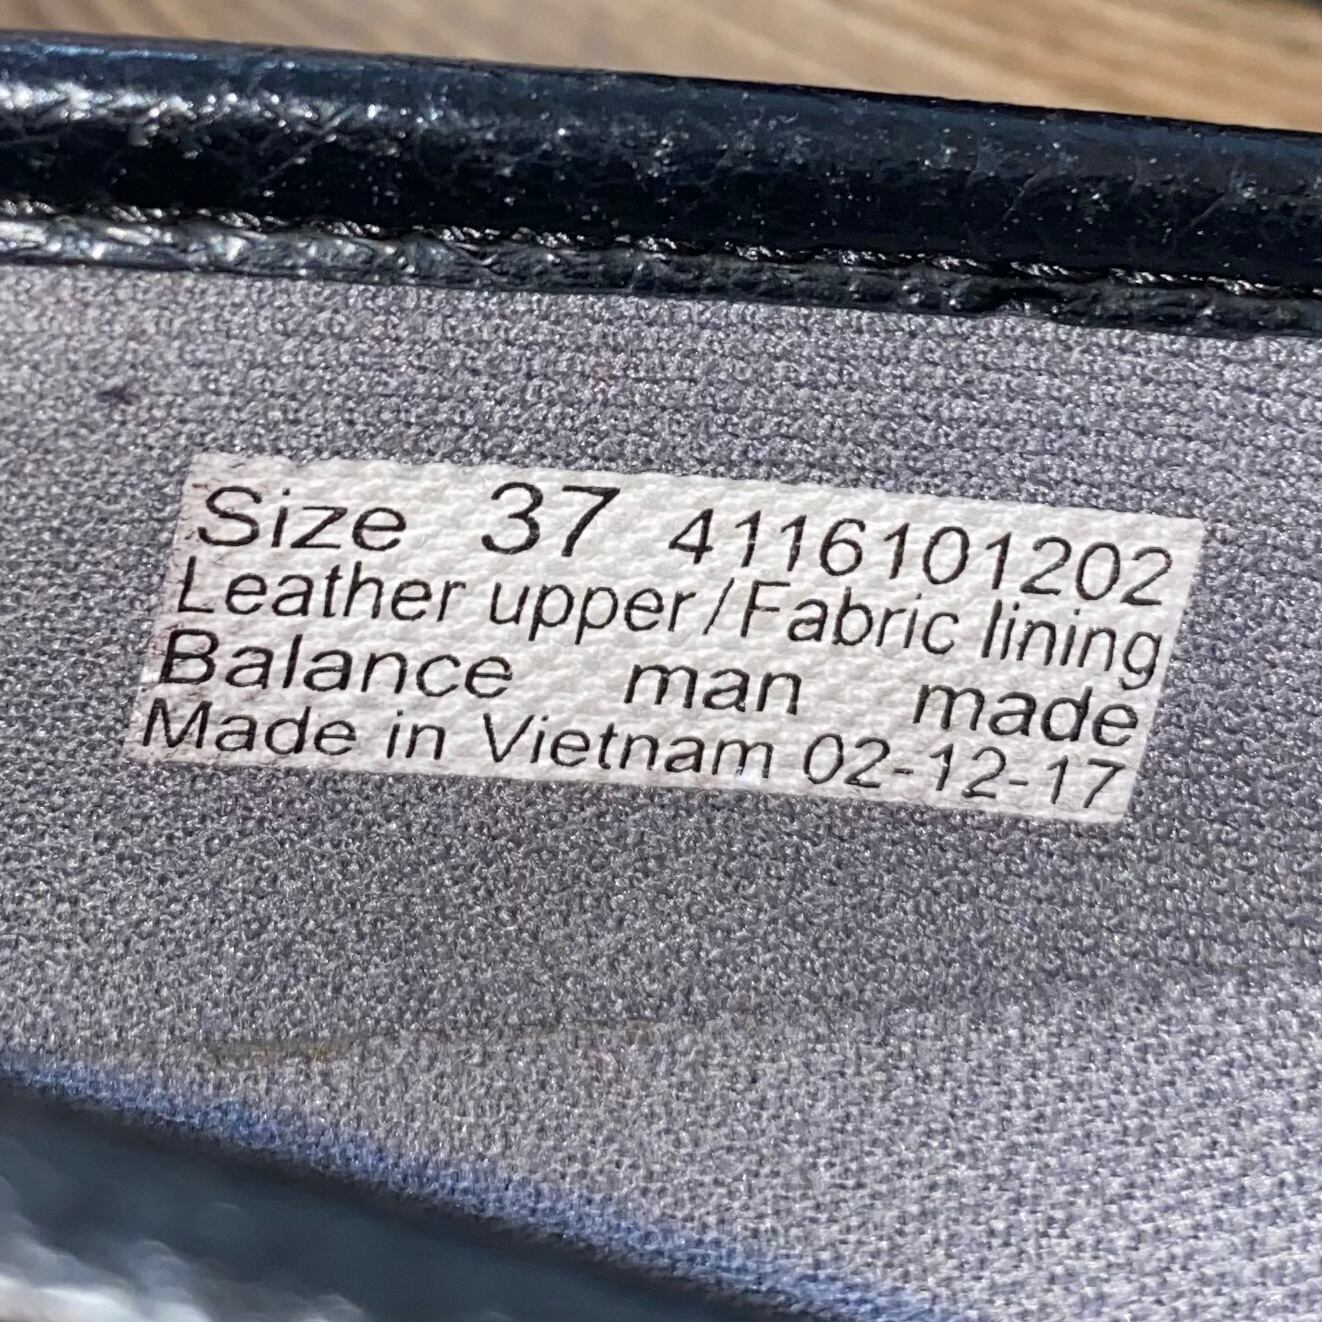 Size 37 4116101202
Leather upper/Fabric lining
Balance man made
Made in Vietnam 02-12-17